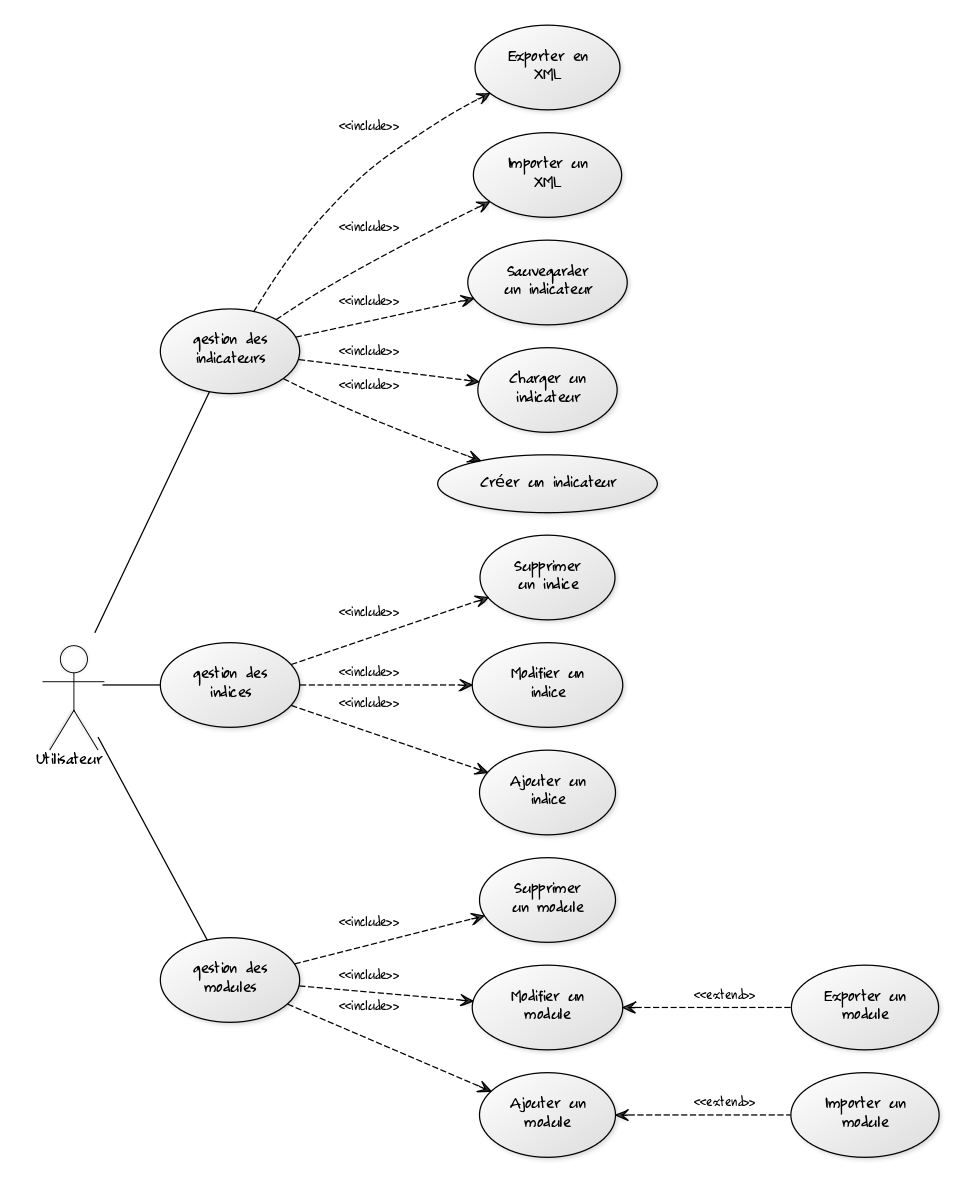 Exporter en
XML
<<include>>
Importer un
XML
<<include>>
Sauvegarder
un indicateur
<<include>>
gestion des
indicateurs
<<include>>
Charger un
indicateur
<<include>>
Créer un indicateur
Supprimer
un indice
<<include>>
gestion des
indices
<<include>>
Modifier un
indice
<<include>>
Utilisateur
Ajouter un
indice
Supprimer
un module
<<include>>
gestion des
modules
<<include>>
Modifier un
module
<<extend>>
Exporter un
module
<<include>>
Ajouter un
module
<<extend>>
Importer un
module